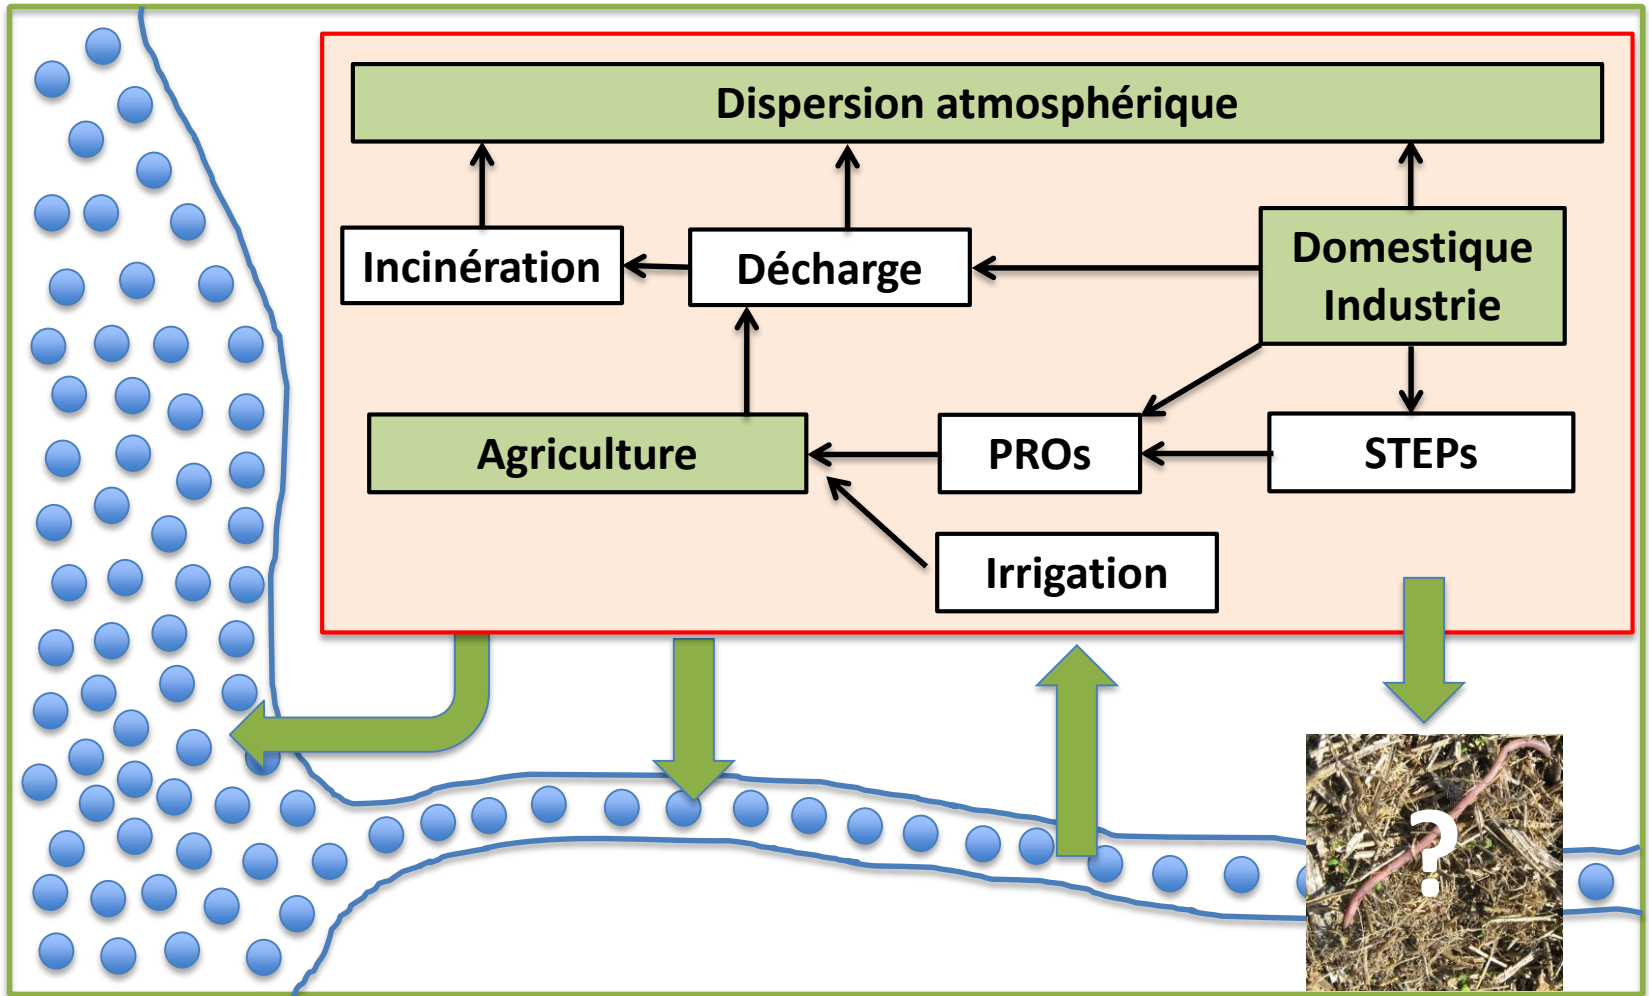 Dispersion atmosphérique
Incinération
Décharge
Domestique
Industrie
Agriculture
PROs
STEPs
Irrigation
?